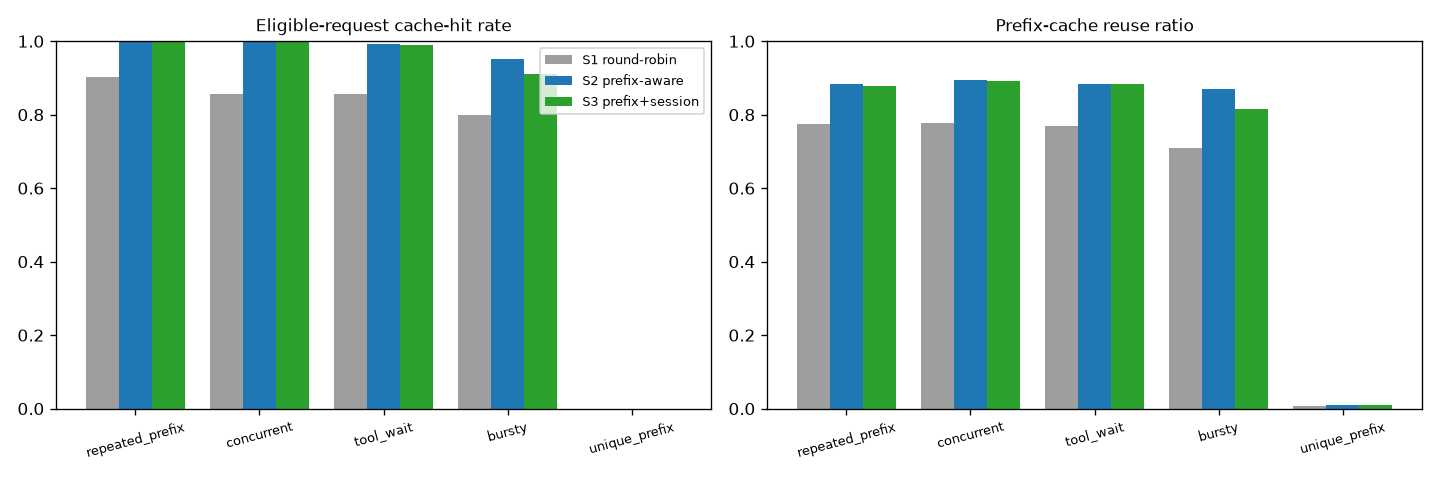 Eligible-request cache-hit rate
1.0
0.8
0.6
0.4
0.2
0.0
S1 round-robin
S2 prefix-aware
S3 prefix+session
repeated_prefix
concurrent
tool_wait
bursty
unique_prefix
Prefix-cache reuse ratio
1.0
0.8
0.6
0.4
0.2
0.0
repeated_prefix
concurrent
tool_wait
bursty
unique_prefix